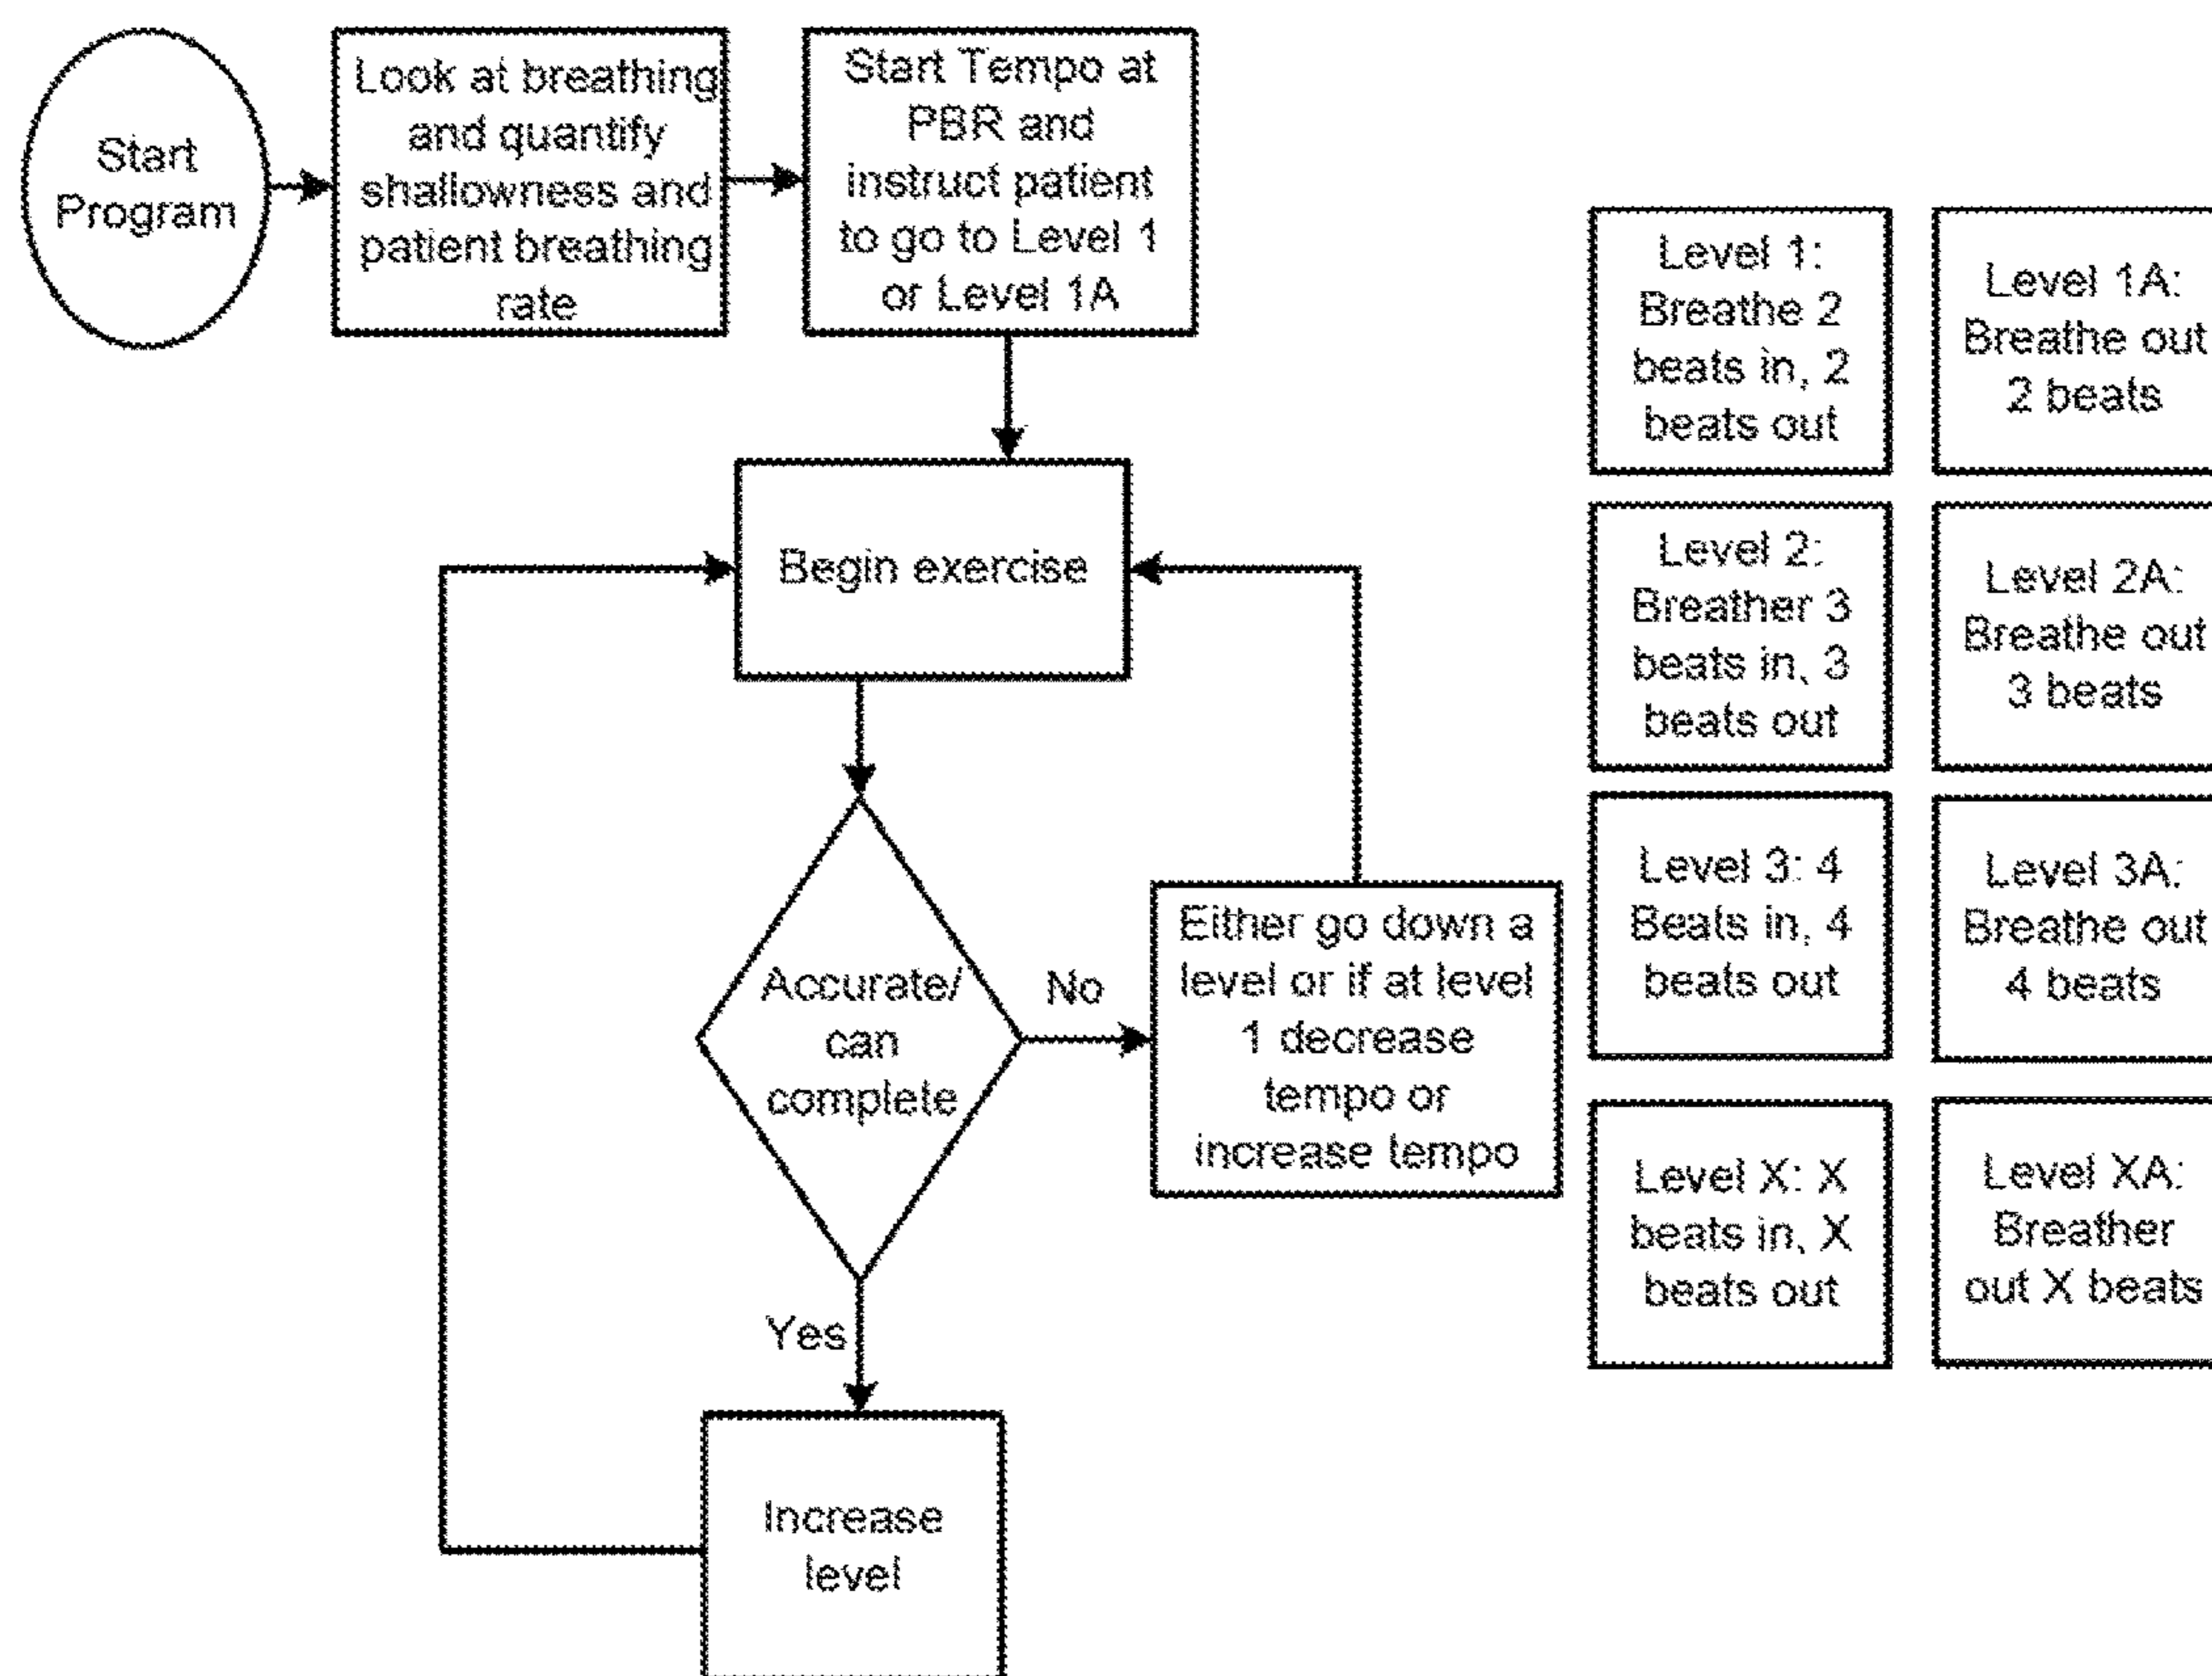 Start
Program
Look at breathing
and quantify
shallowness and
patient breathing
rate
Start Tempo at
PBR and
instruct patient
to go to Level 1
or Level 1A
Begin exercise
Accurate/
can
complete
No
Either go down a
level or if at level
1 decrease
tempo or
increase tempo
Yes
Increase
level
Level 1:
Breathe 2
beats in, 2
beats out
Level 1A:
Breathe out
2 beats
Level 2:
Breather 3
beats in, 3
beats out
Level 2A:
Breathe out
3 beats
Level 3: 4
Beats in, 4
beats out
Level 3A:
Breathe out
4 beats
Level X: X
beats in, X
beats out
Level XA:
Breather
out X beats